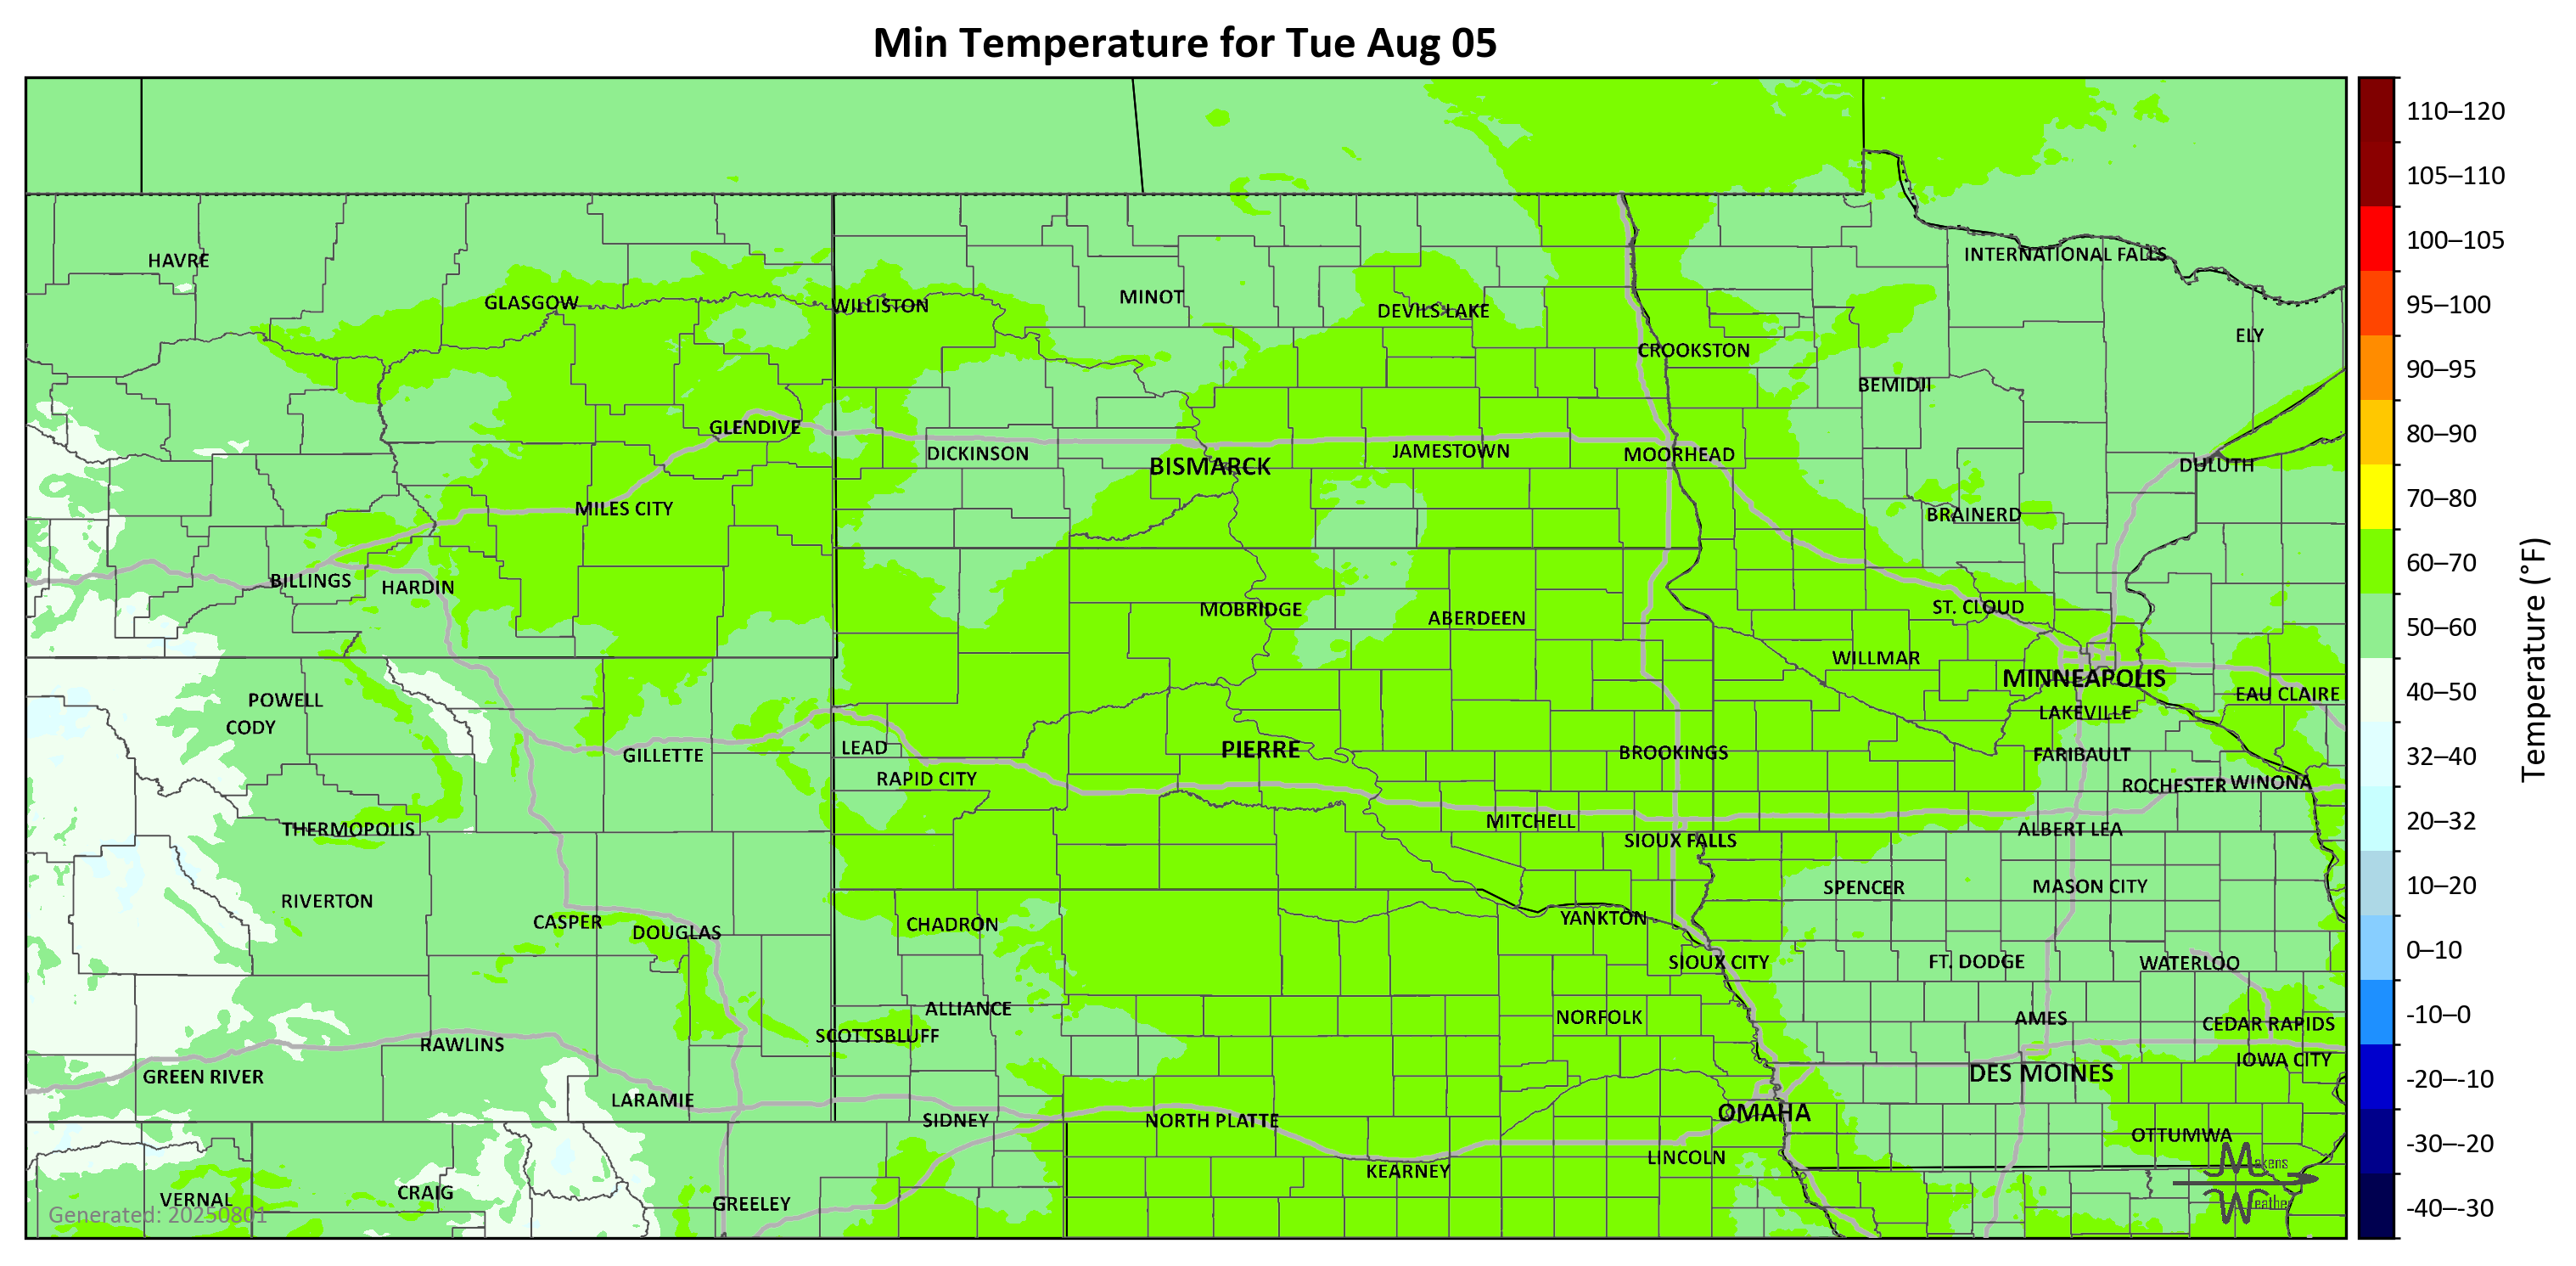 Min Temperature for Tue Aug 05
HAVRE
GLASGOW
WILLISTON
MINOT
DEVILS LAKE
CROOKSTON
INTERNATIONAL FALLS
ELY
BEMIDJI
GLENDIVE
DICKINSON
BISMARCK
JAMESTOWN
MOORHEAD
DULUTH
MILES CITY
BRAINERD
BILLINGS
HARDIN
MOBRIDGE
ABERDEEN
ST. CLOUD
WILLMAR
MINNEAPOLIS
EAU CLAIRE
POWELL
CODY
LAKEVILLE
GILLETTE
LEAD
PIERRE
BROOKINGS
FARIBAULT
RAPID CITY
ROCHESTER
WINONA
THERMOPOLIS
MITCHELL
SIOUX FALLS
ALBERT LEA
RIVERTON
SPENCER
MASON CITY
CASPER
DOUGLAS
CHADRON
YANKTON
SIOUX CITY
FT. DODGE
WATERLOO
ALLIANCE
NORFOLK
AMES
CEDAR RAPIDS
SCOTTSBLUFF
RAWLINS
IOWA CITY
GREEN RIVER
DES MOINES
LARAMIE
SIDNEY
NORTH PLATTE
OMAHA
OTTUMWA
LINCOLN
KEARNEY
VERNAL
CRAIG
GREELEY
Generated: 20250801
Makens
Weather
110–120
105–110
100–105
95–100
90–95
80–90
70–80
60–70
50–60
40–50
32–40
20–32
10–20
0–10
-10–0
-20–-10
-30–-20
-40–-30
Temperature (°F)